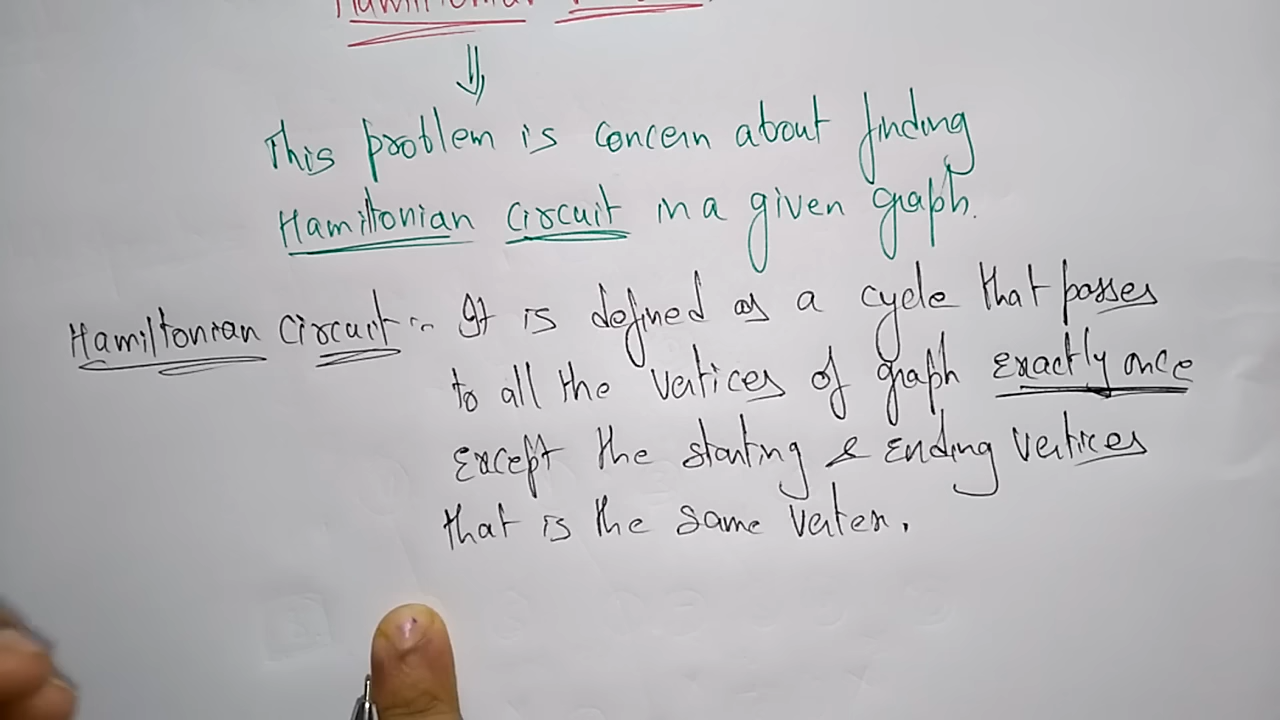 Hamiltonian
This problem is concern about finding
Hamiltonian Circuit in a given graph.
Hamiltonian Circuit :- It is defined as a cycle that passes
to all the vertices of graph exactly once
Except the starting & Ending vertices
that is the same vertex.